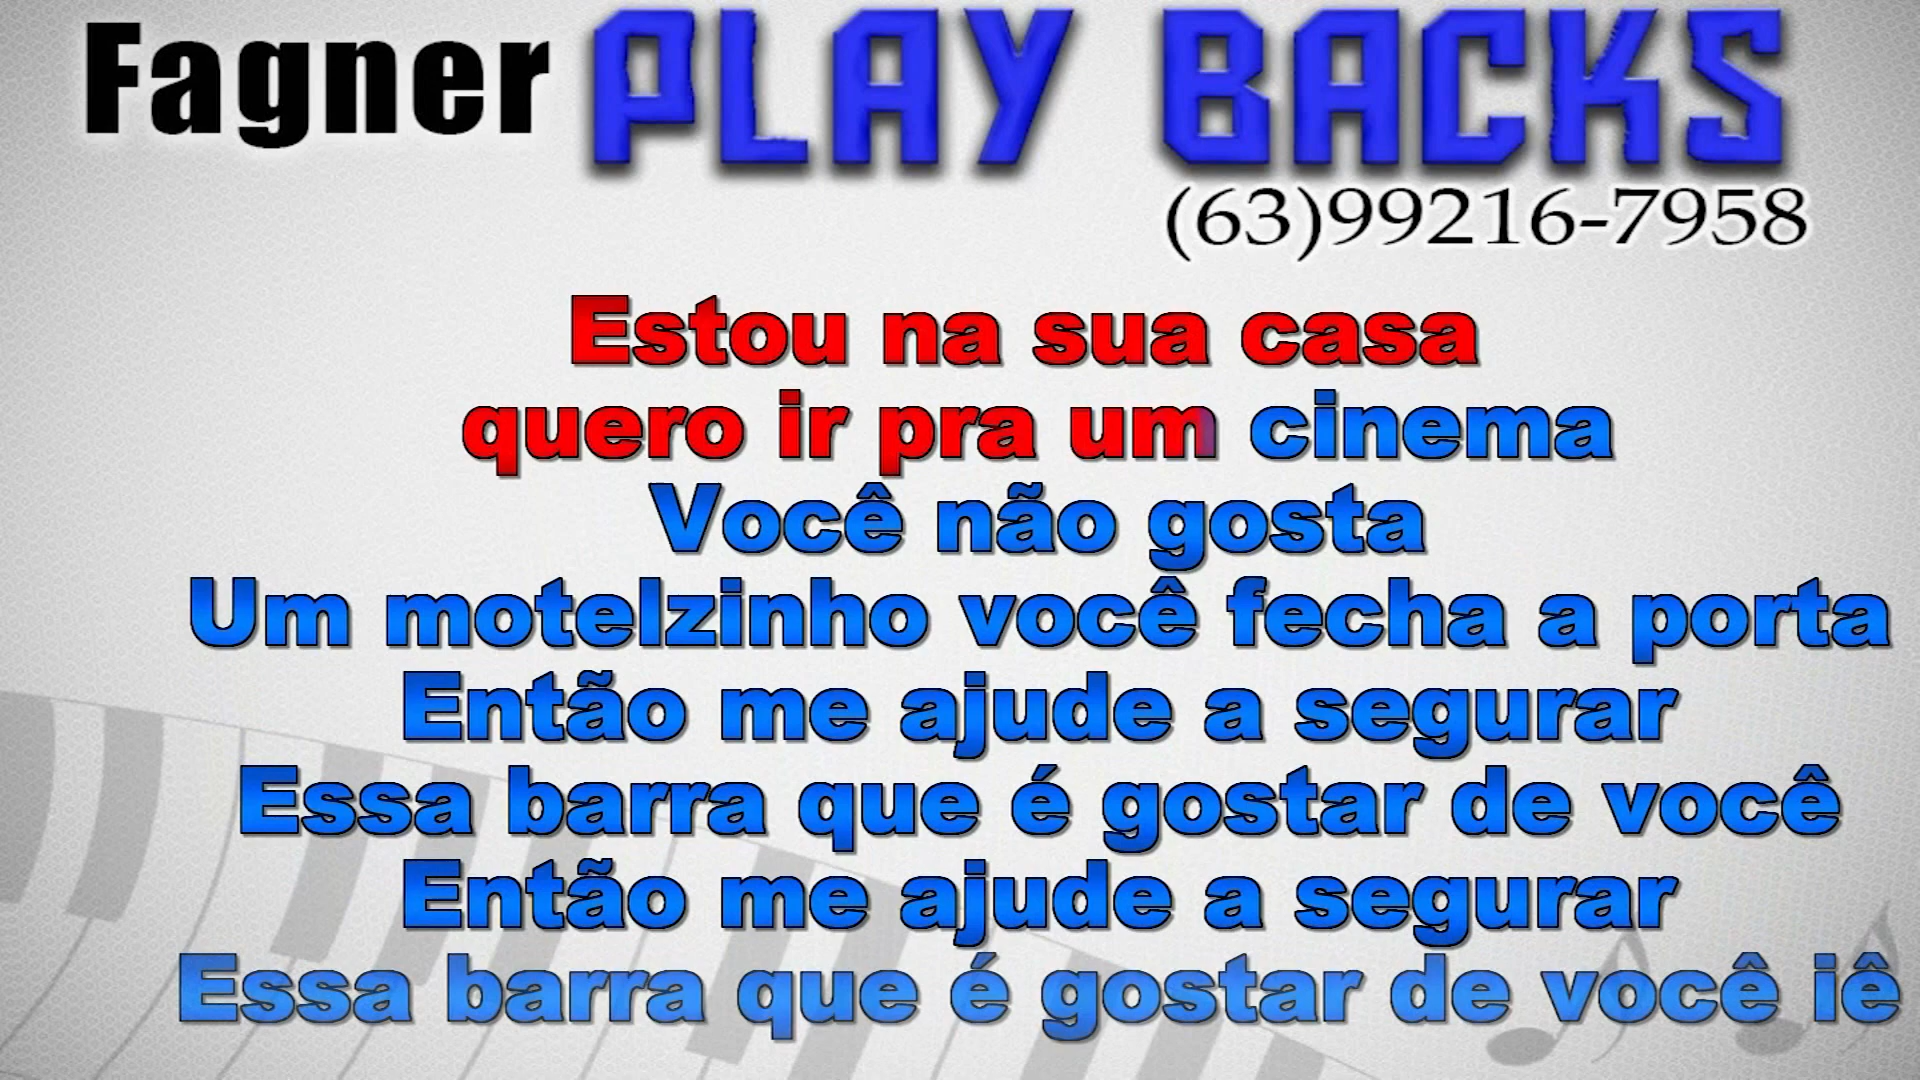 Fagner PLAY BACKS
(63)99216-7958
Estou na sua casa
quero ir pra um cinema
Você não gosta
Um motelzinho você fecha a porta
Então me ajude a segurar
Essa barra que é gostar de você
Então me ajude a segurar
Essa barra que é gostar de você iê